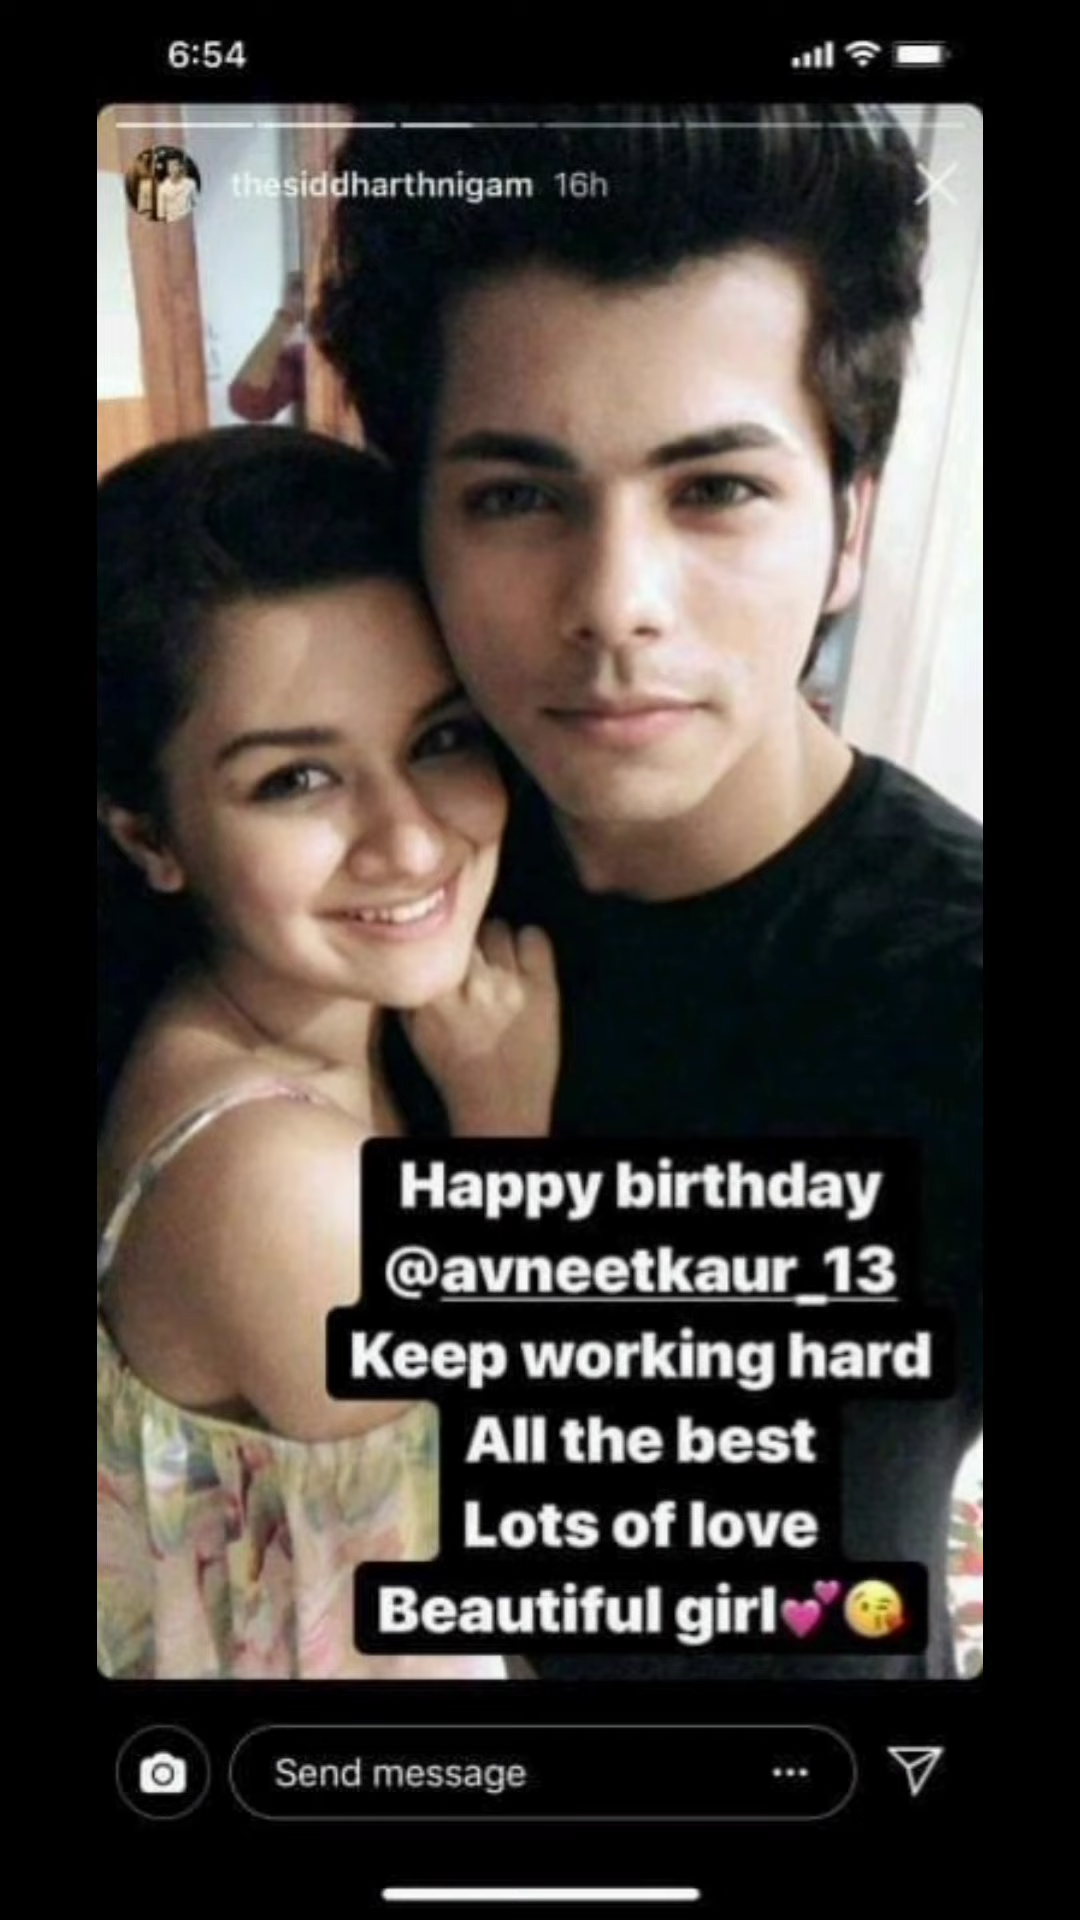 6:54
thesiddharthnigam 16h
Happy birthday
@avneetkaur_13
Keep working hard
All the best
Lots of love
Beautiful girl💕😘
Send message